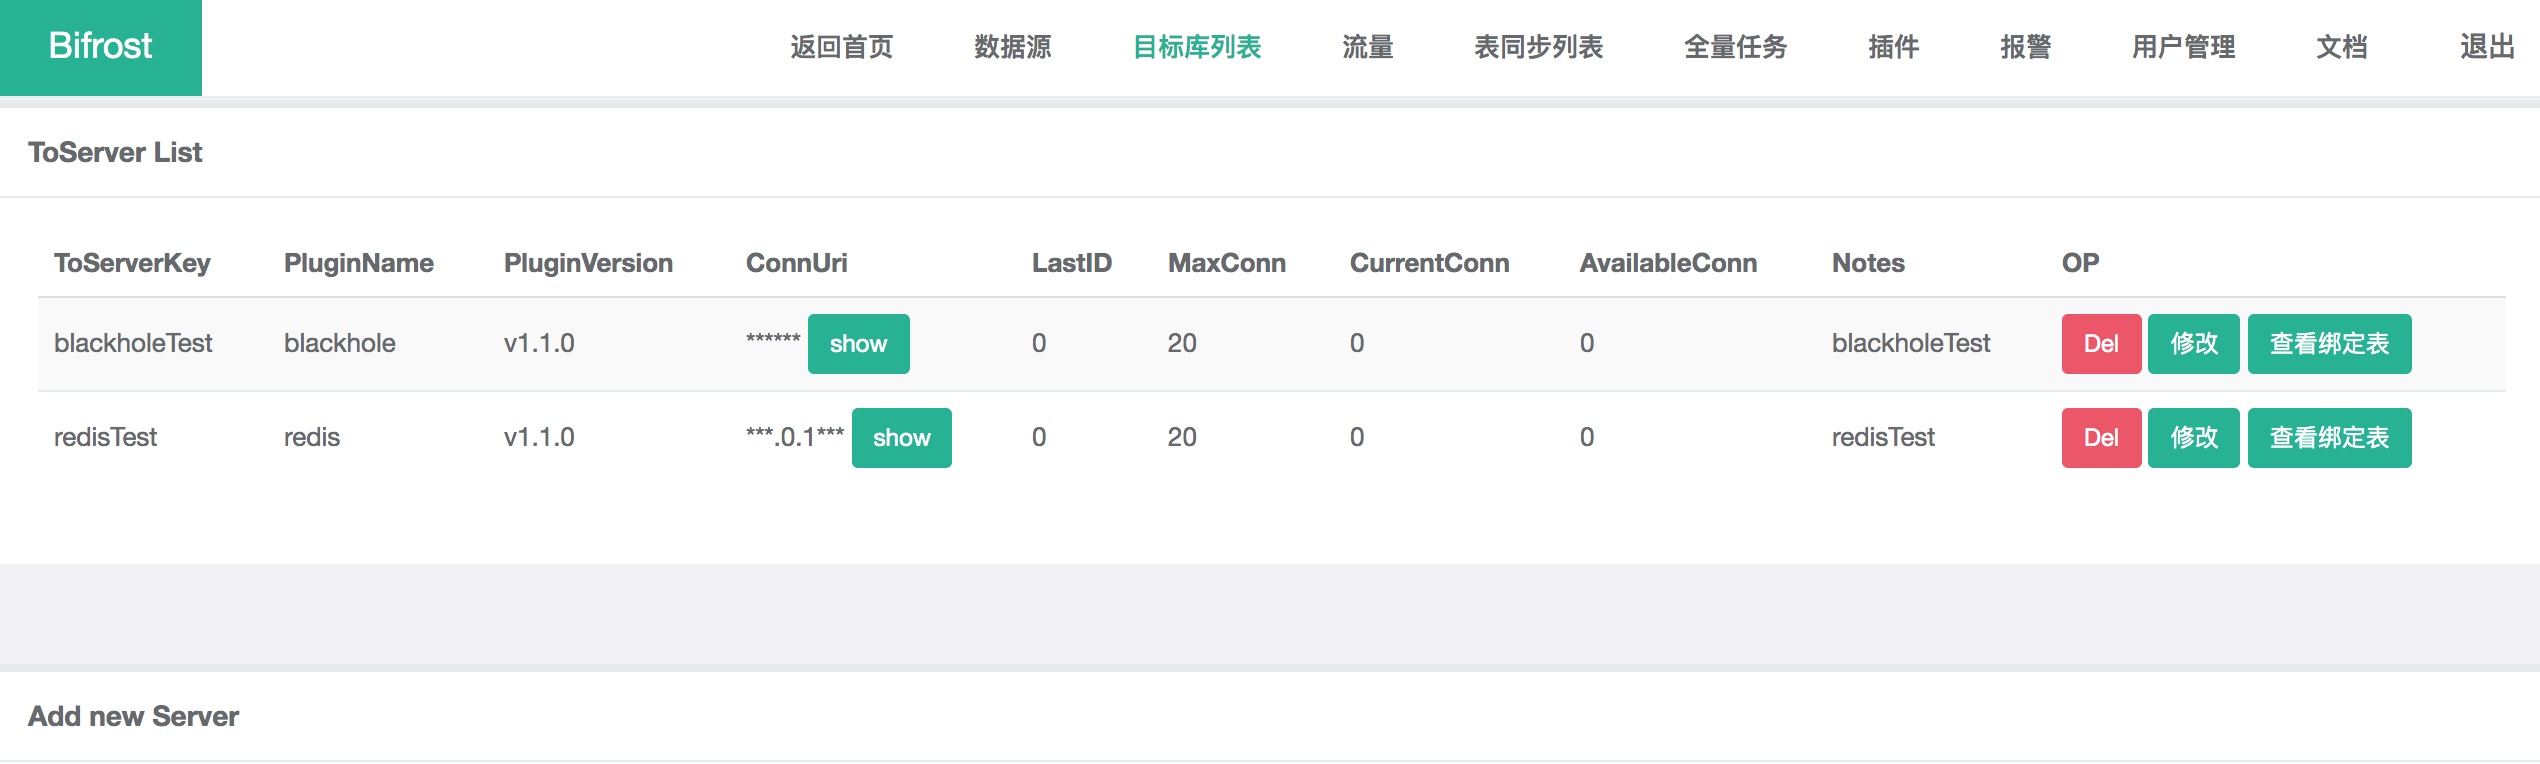 Bifrost 返回首页 数据源 目标库列表 流量 表同步列表 全量任务 插件 报警 用户管理 文档 退出
ToServer List
ToServerKey PluginName PluginVersion ConnUri LastID MaxConn CurrentConn AvailableConn Notes OP
blackholeTest blackhole v1.1.0 ****** show 0 20 0 0 blackholeTest Del 修改 查看绑定表
redisTest redis v1.1.0 ***.0.1*** show 0 20 0 0 redisTest Del 修改 查看绑定表
Add new Server